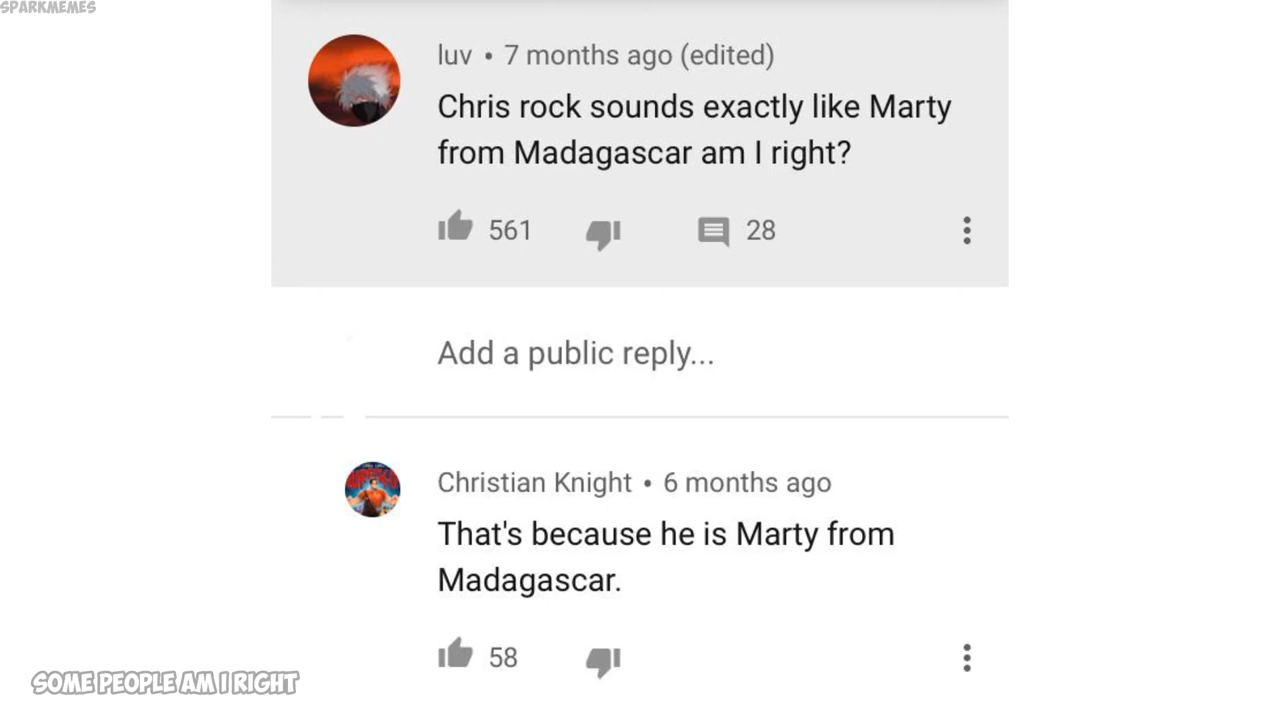 SPARKMEMES
luv • 7 months ago (edited)
Chris rock sounds exactly like Marty
from Madagascar am I right?
561 28
Add a public reply...
Christian Knight • 6 months ago
That's because he is Marty from
Madagascar.
58
SOME PEOPLE AM I RIGHT